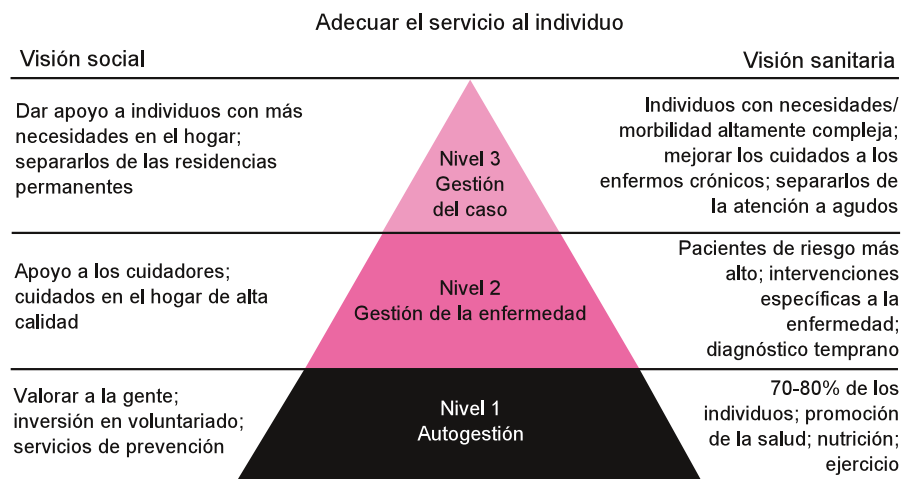 Adecuar el servicio al individuo
Visión social
Visión sanitaria
Dar apoyo a individuos con más
necesidades en el hogar;
separarlos de las residencias
permanentes
Nivel 3
Gestión
del caso
Individuos con necesidades/
morbilidad altamente compleja;
mejorar los cuidados a los
enfermos crónicos; separarlos de
la atención a agudos
Apoyo a los cuidadores;
cuidados en el hogar de alta
calidad
Nivel 2
Gestión de la enfermedad
Pacientes de riesgo más
alto; intervenciones
específicas a la
enfermedad;
diagnóstico temprano
Valorar a la gente;
inversión en voluntariado;
servicios de prevención
Nivel 1
Autogestión
70-80% de los
individuos; promoción
de la salud; nutrición;
ejercicio